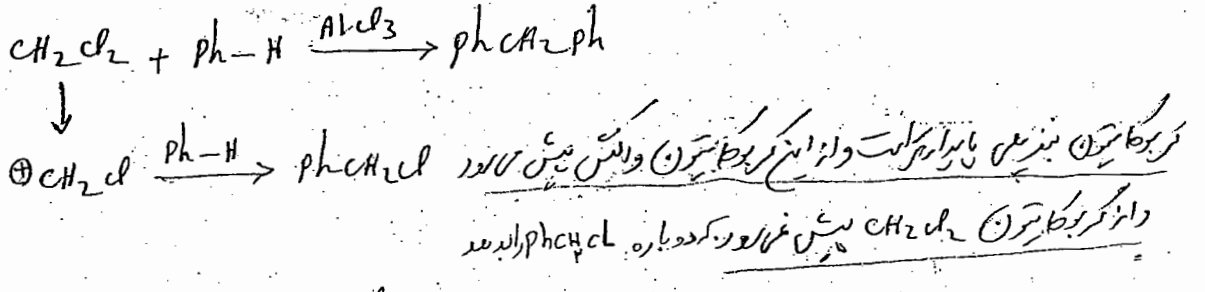 CH₂Cl₂ + Ph-H AlCl₃ → PhCH₂Ph
↓
⊕CH₂Cl Ph-H → PhCH₂Cl کربوکاتیون بنزیلی پایدارتر است و از این کربوکاتیون واکنش پیش می‌رود
و از کربوکاتیون CH₂Cl₂ پیش نمی‌رود که دوباره PhCH₂Cl را بدهد